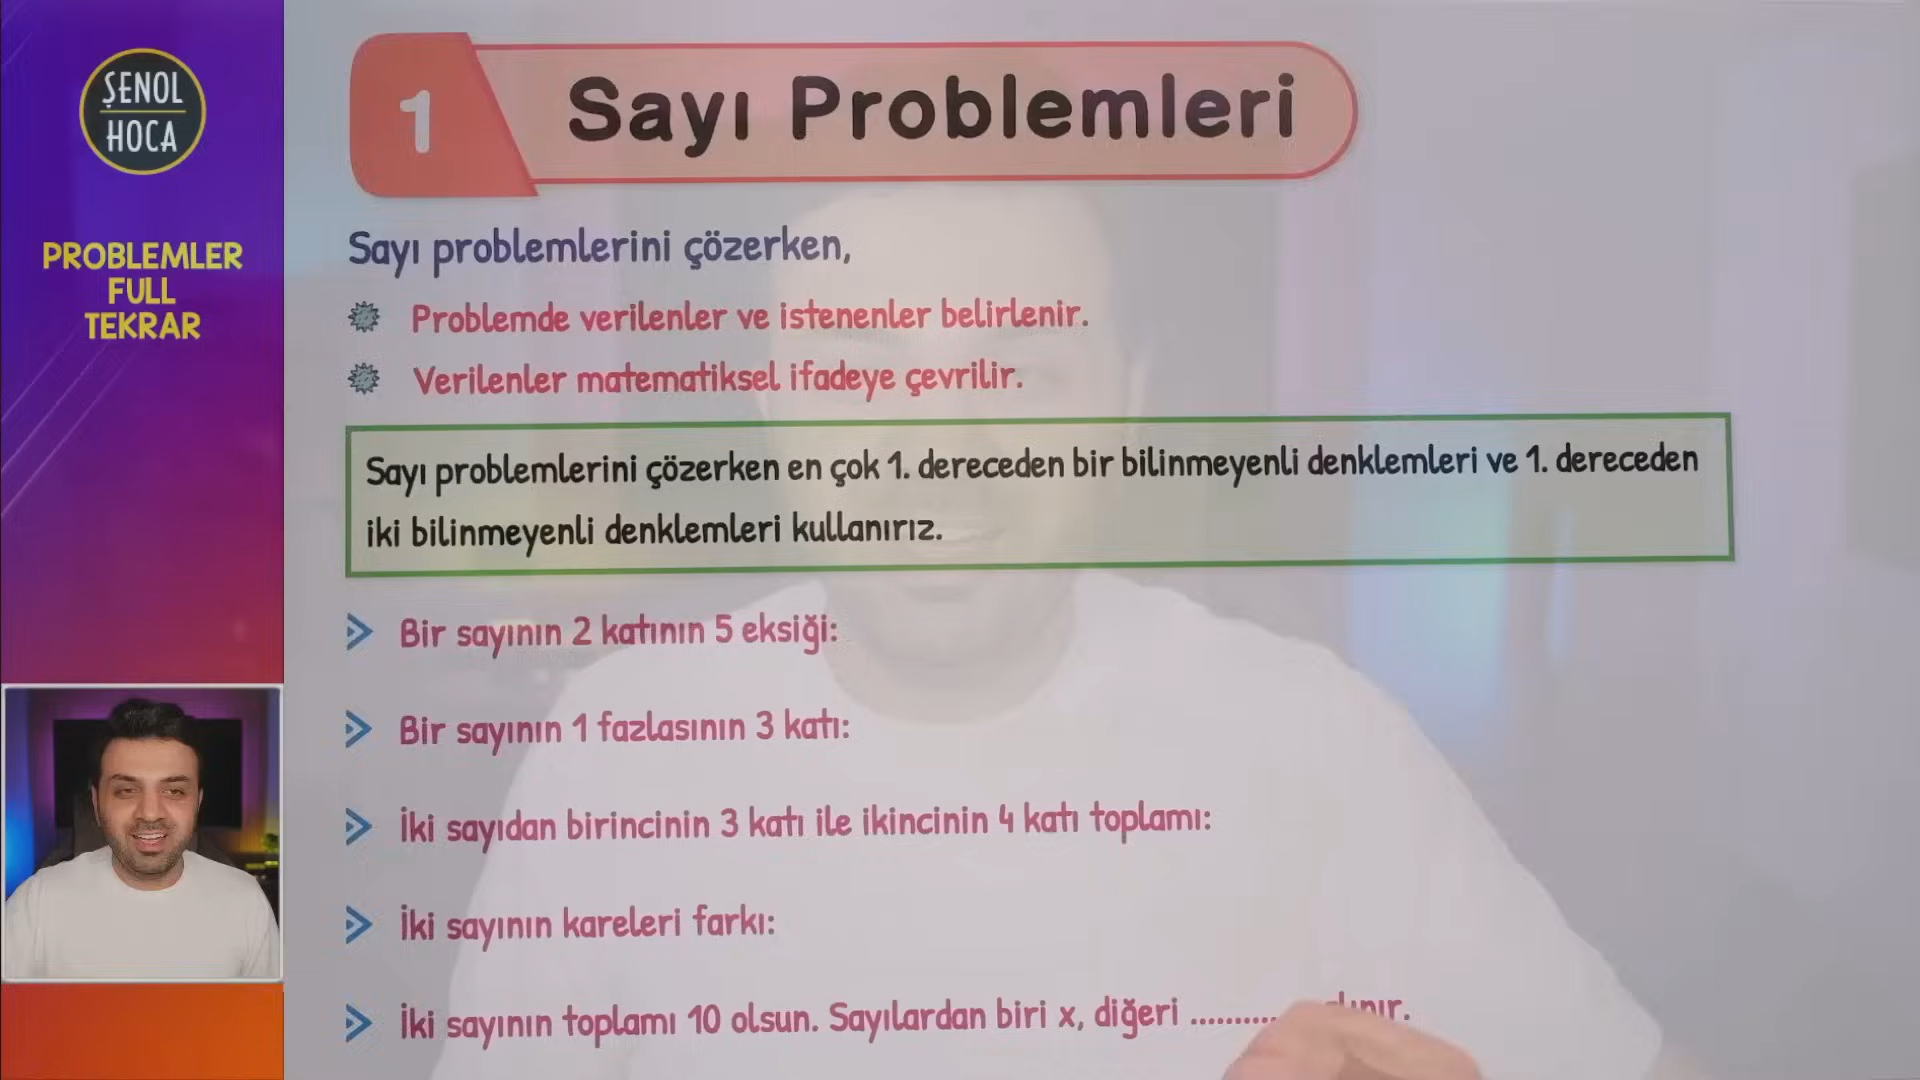 ŞENOL
HOCA
PROBLEMLER
FULL
TEKRAR
1
Sayı Problemleri
Sayı problemlerini çözerken,
Problemde verilenler ve istenenler belirlenir.
Verilenler matematiksel ifadeye çevrilir.
Sayı problemlerini çözerken en çok 1. dereceden bir bilinmeyenli denklemleri ve 1. dereceden
iki bilinmeyenli denklemleri kullanırız.
Bir sayının 2 katının 5 eksiği:
Bir sayının 1 fazlasının 3 katı:
İki sayıdan birincinin 3 katı ile ikincinin 4 katı toplamı:
İki sayının kareleri farkı:
İki sayının toplamı 10 olsun. Sayılardan biri x, diğeri ..........